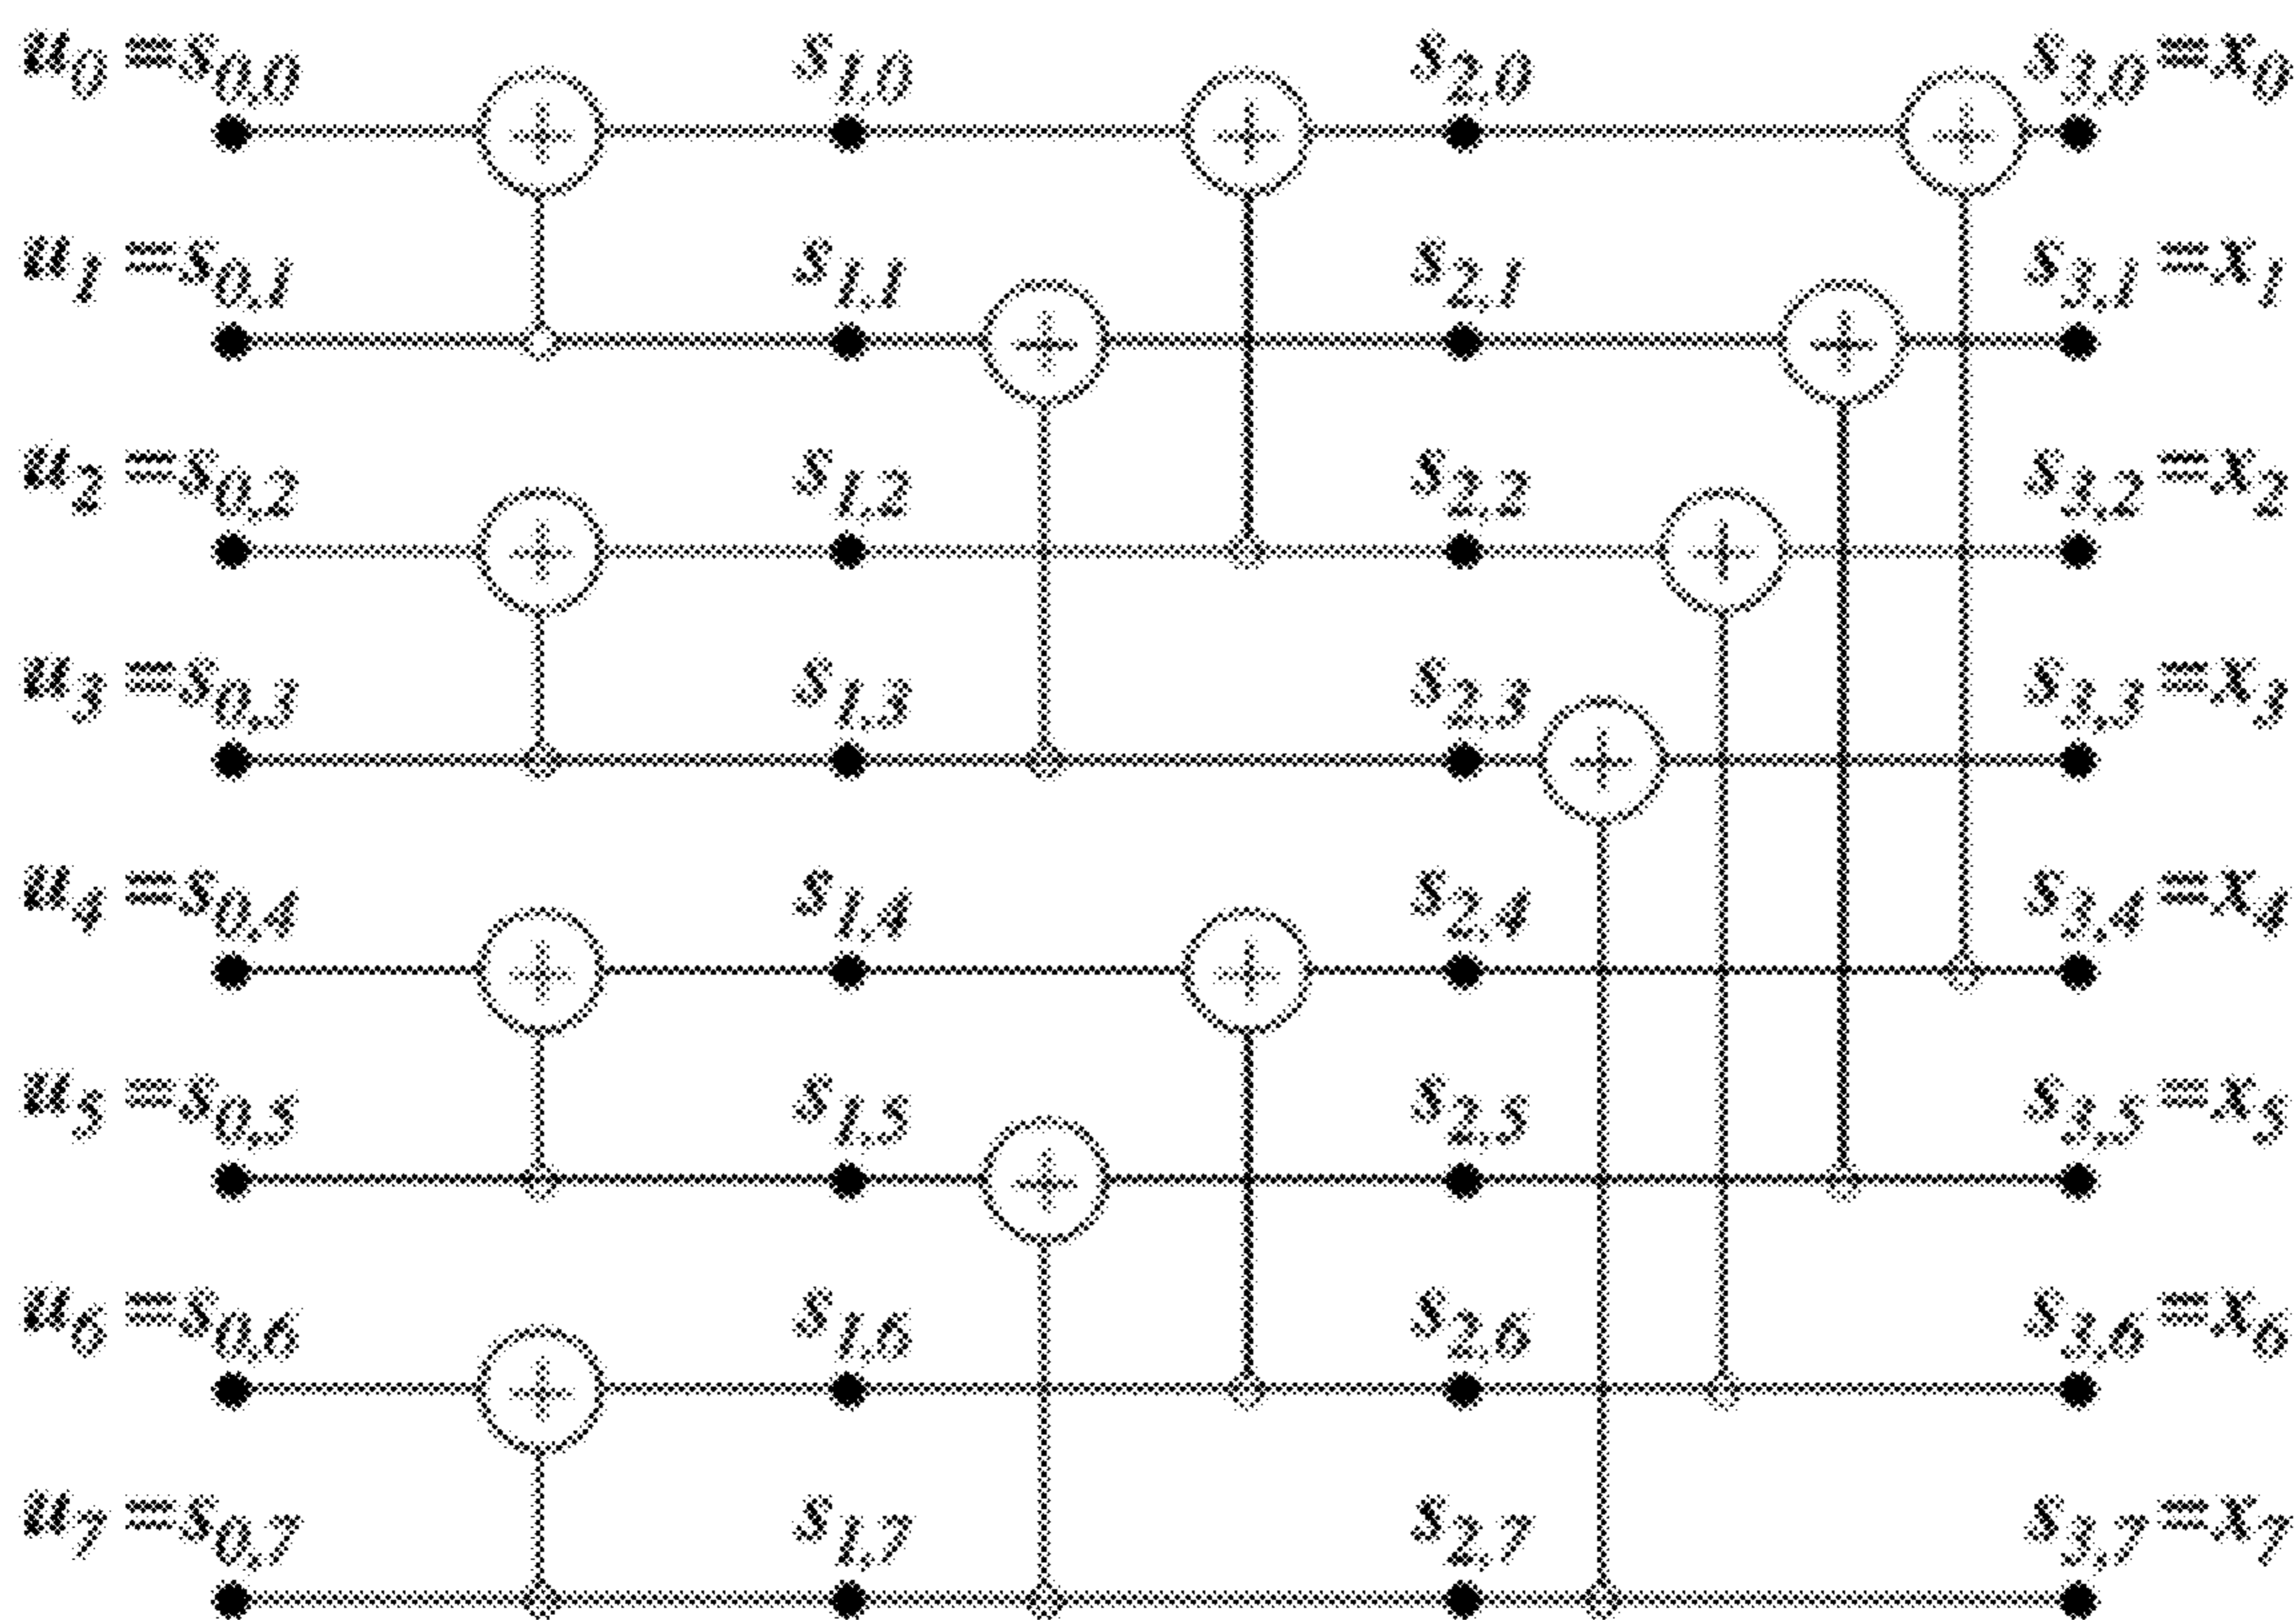 u0 =s0,0 s1,0 s2,0 s3,0 =x0
u1 =s0,1 s1,1 s2,1 s3,1 =x1
u2 =s0,2 s1,2 s2,2 s3,2 =x2
u3 =s0,3 s1,3 s2,3 s3,3 =x3
u4 =s0,4 s1,4 s2,4 s3,4 =x4
u5 =s0,5 s1,5 s2,5 s3,5 =x5
u6 =s0,6 s1,6 s2,6 s3,6 =x6
u7 =s0,7 s1,7 s2,7 s3,7 =x7